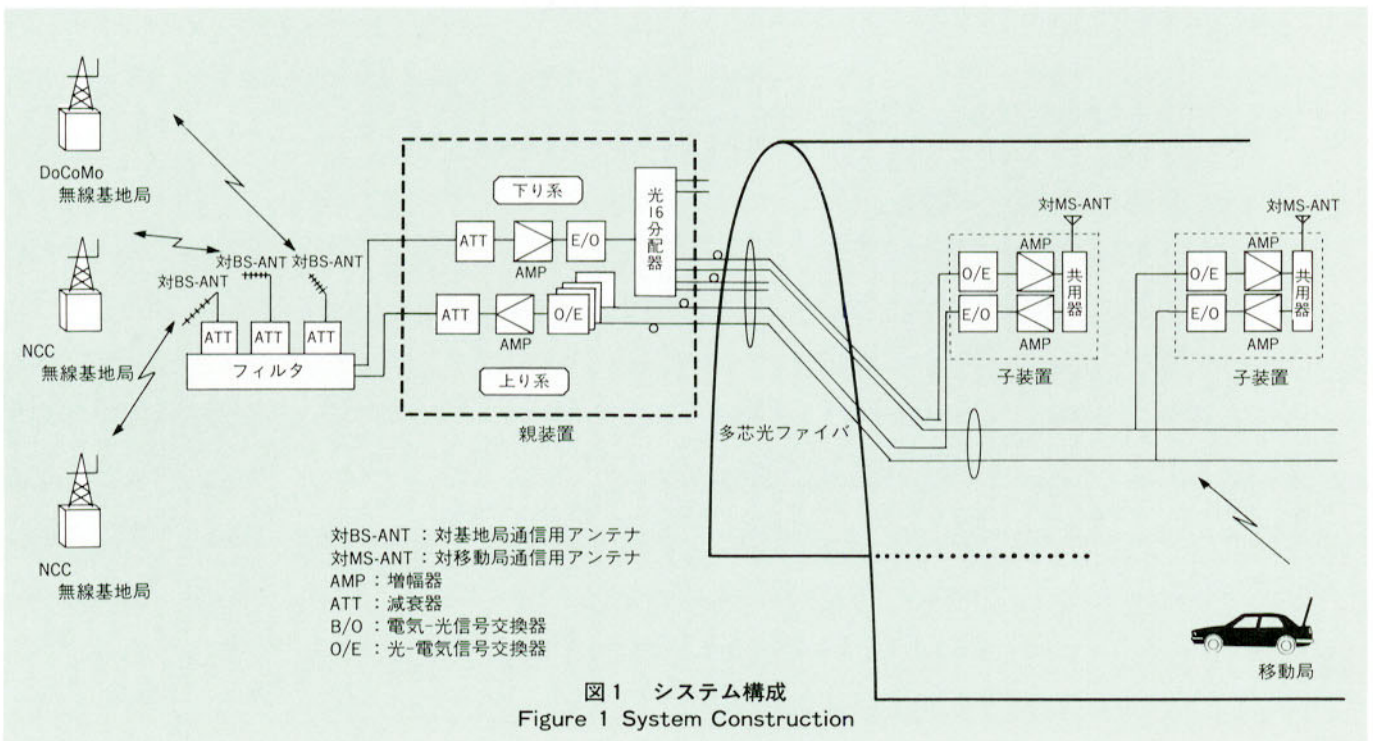 DoCoMo
無線基地局
NCC
無線基地局
NCC
無線基地局
対BS-ANT
対BS-ANT
対BS-ANT
ATT
ATT
ATT
フィルタ
下り系
ATT
AMP
E/O
光16分配器
ATT
AMP
O/E
上り系
親装置
多芯光ファイバ
対MS-ANT
AMP
O/E
E/O
AMP
共用器
子装置
対MS-ANT
AMP
O/E
E/O
AMP
共用器
子装置
移動局
対BS-ANT：対基地局通信用アンテナ
対MS-ANT：対移動局通信用アンテナ
AMP：増幅器
ATT：減衰器
B/O：電気-光信号交換器
O/E：光-電気信号交換器
図1 システム構成
Figure 1 System Construction